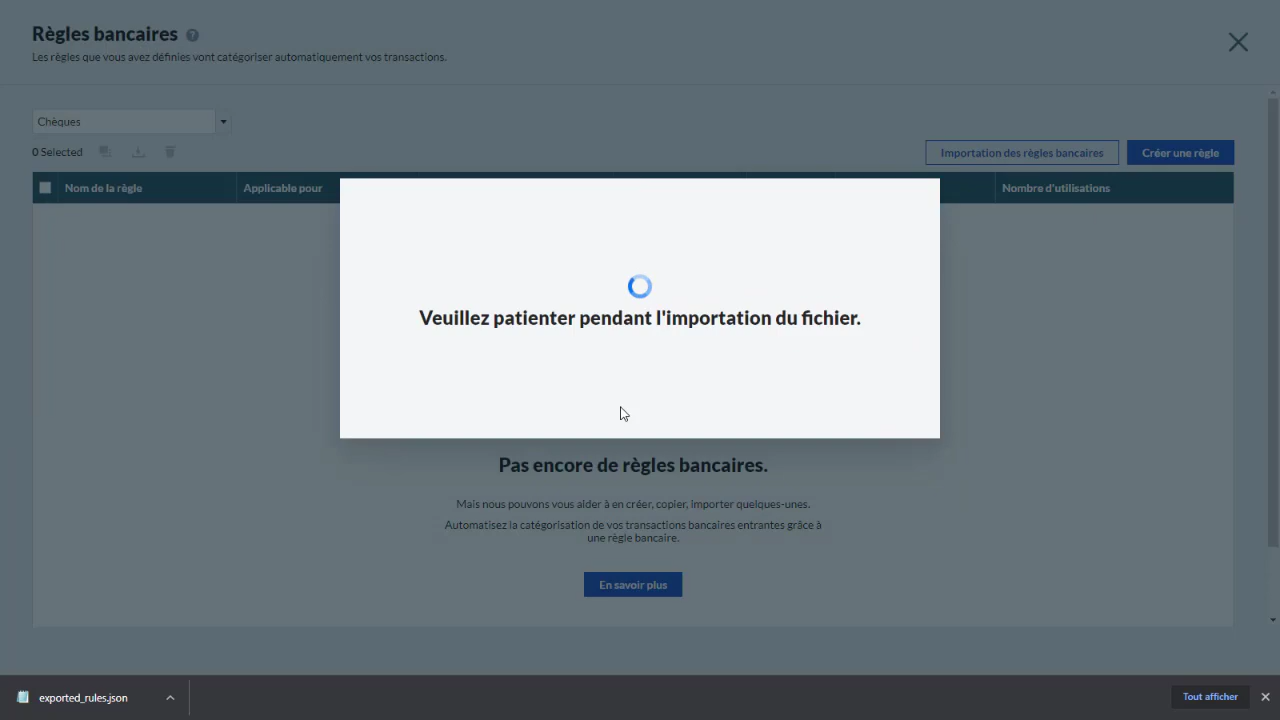 Règles bancaires ?
Les règles que vous avez définies vont catégoriser automatiquement vos transactions.
Chèques
0 Selected
Importation des règles bancaires
Créer une règle
Nom de la règle
Applicable pour
Nombre d'utilisations
Veuillez patienter pendant l'importation du fichier.
Pas encore de règles bancaires.
Mais nous pouvons vous aider à en créer, copier, importer quelques-unes.
Automatisez la catégorisation de vos transactions bancaires entrantes grâce à
une règle bancaire.
En savoir plus
exported_rules.json
Tout afficher